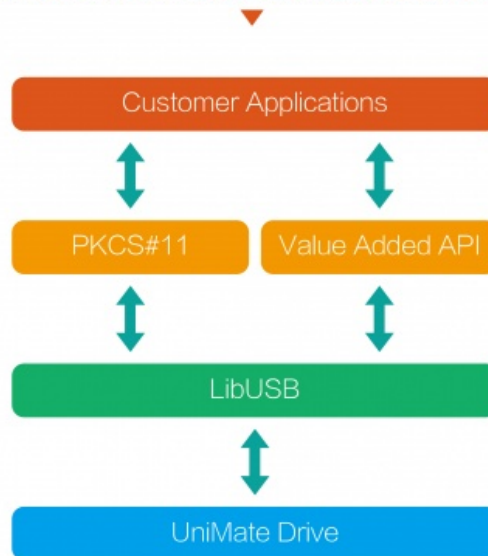 Customer Applications
PKCS#11
Value Added API
LibUSB
UniMate Drive